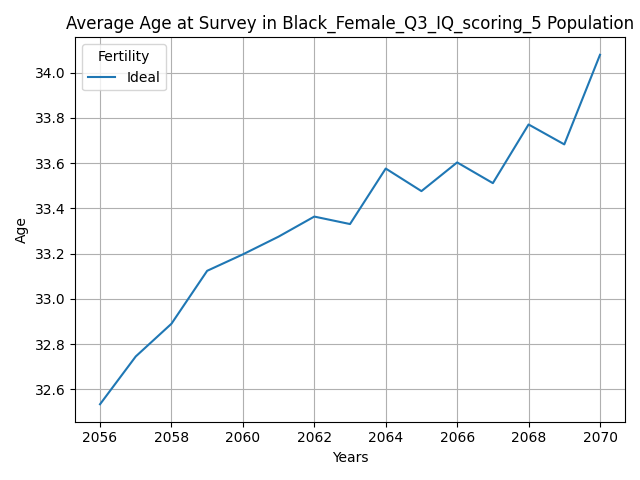 Average Age at Survey in Black_Female_Q3_IQ_scoring_5 Population
Fertility
Ideal
34.0
33.8
33.6
33.4
33.2
33.0
32.8
32.6
Age
2056 2058 2060 2062 2064 2066 2068 2070
Years